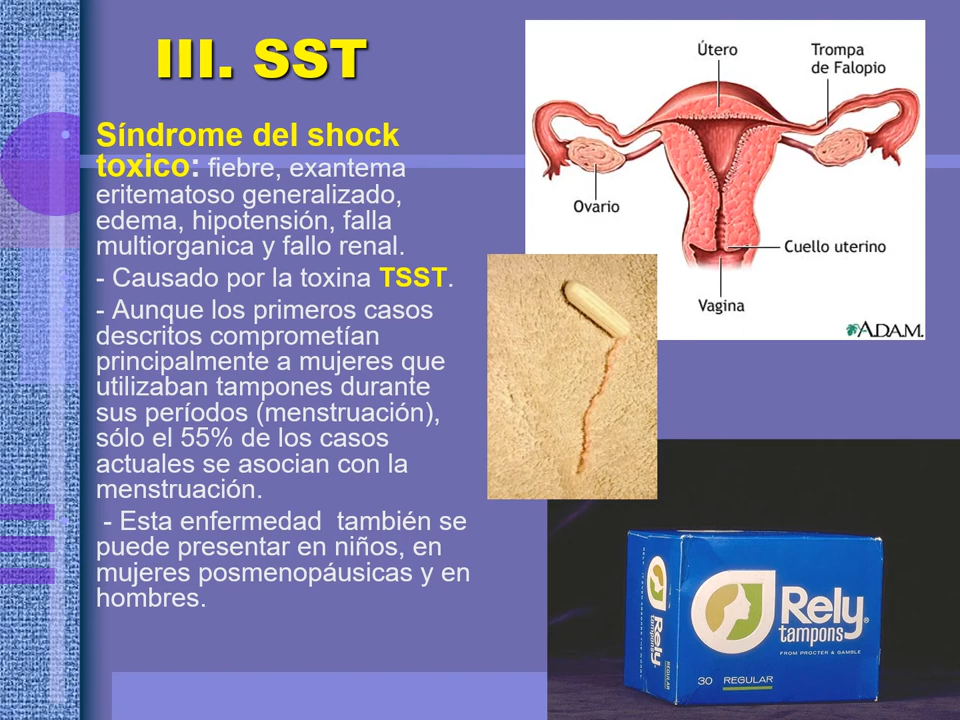 III. SST
Síndrome del shock
toxico: fiebre, exantema
eritematoso generalizado,
edema, hipotensión, falla
multiorganica y fallo renal.
- Causado por la toxina TSST.
- Aunque los primeros casos
descritos comprometían
principalmente a mujeres que
utilizaban tampones durante
sus períodos (menstruación),
sólo el 55% de los casos
actuales se asocian con la
menstruación.
- Esta enfermedad  también se
puede presentar en niños, en
mujeres posmenopáusicas y en
hombres.
Útero
Trompa
de Falopio
Ovario
Cuello uterino
Vagina
A.D.A.M.
Rely®
tampons
FROM PROCTER & GAMBLE
30 REGULAR
Rely
tampons
REGULAR